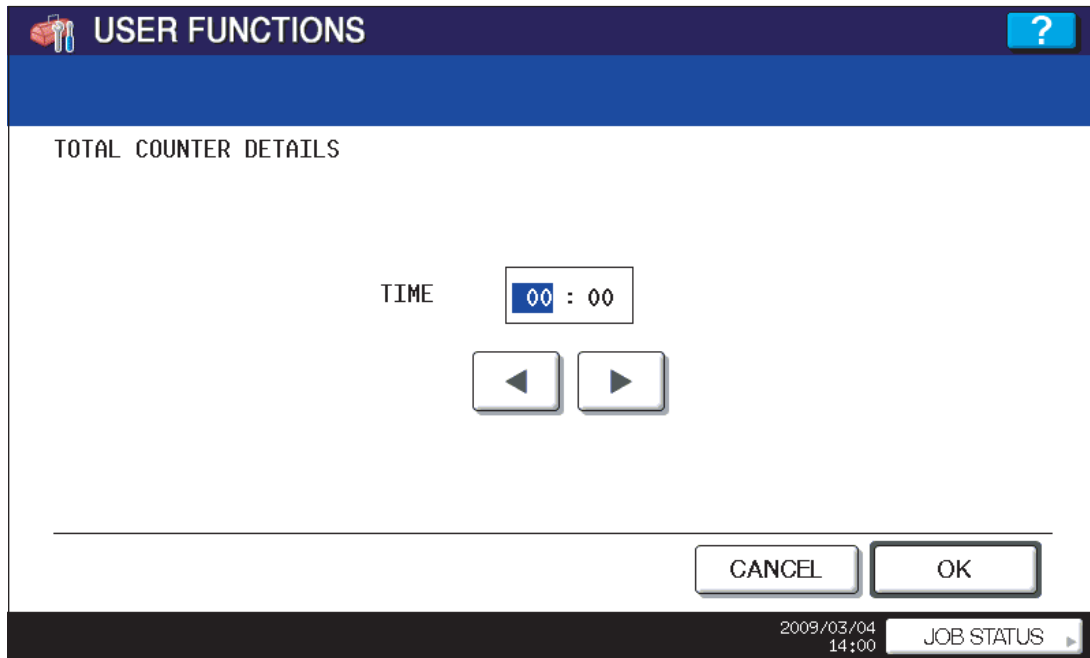 USER FUNCTIONS
?
TOTAL COUNTER DETAILS
TIME 00 : 00
CANCEL OK
2009/03/04
14:00
JOB STATUS